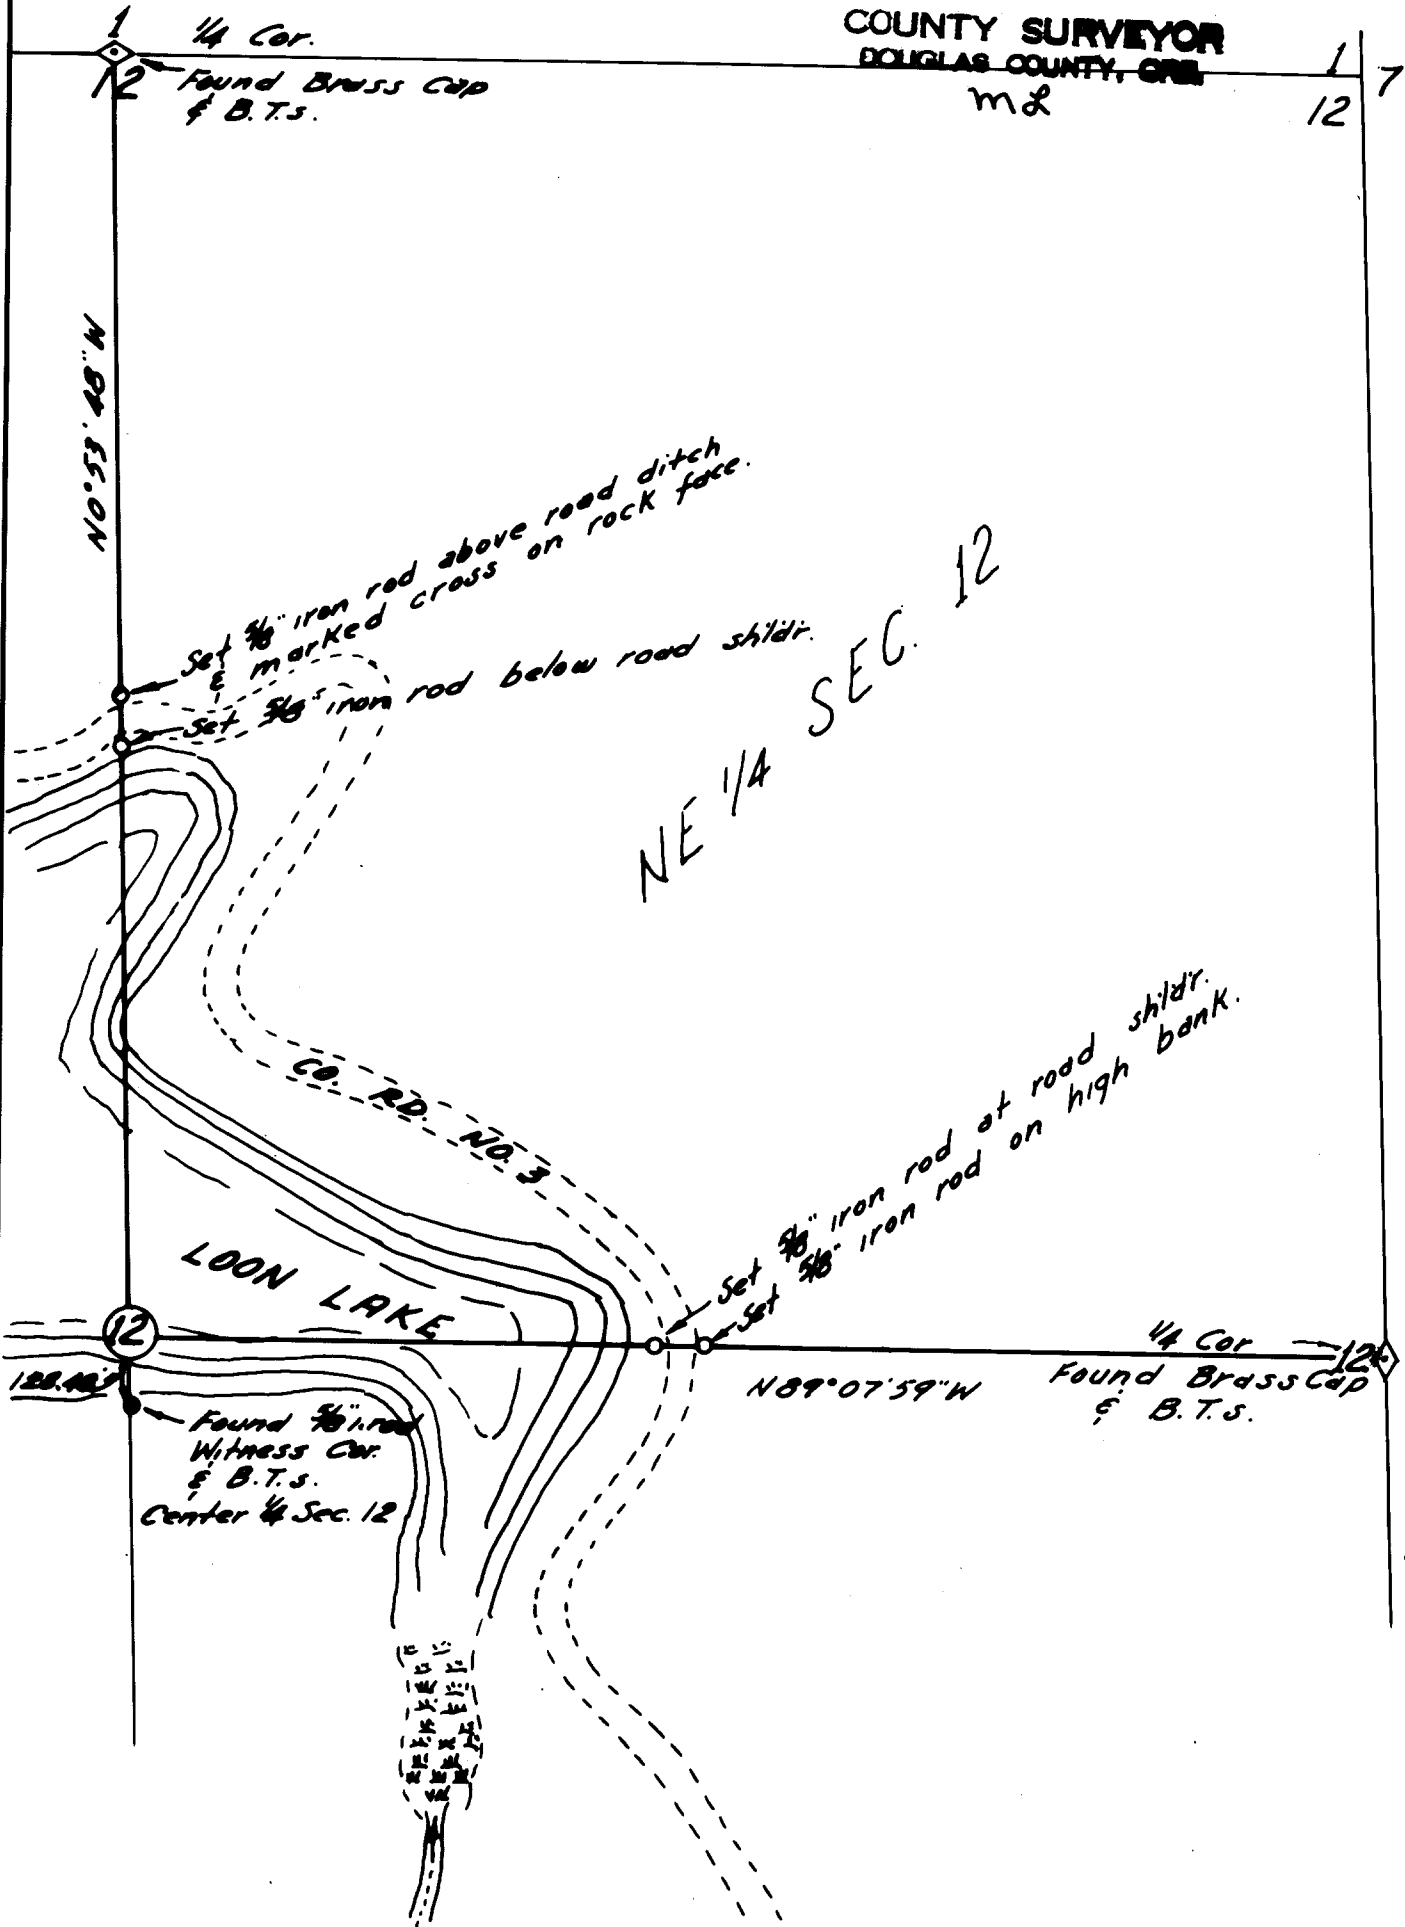 COUNTY SURVEYOR
DOUGLAS COUNTY, ORE.
mL
1
1/4 Cor.
12
Found Brass Cap
& B.T.s.
1
7
12
N0°53'48"W
Set 5/8" iron rod above road ditch
& marked cross on rock face.
Set 5/8" iron rod below road shldr.
NE 1/4 SEC. 12
CO. RD. NO. 3
Set 5/8" iron rod at road shldr.
Set 5/8" iron rod on high bank.
LOON LAKE
12
N89°07'59"W
1/4 Cor
12
Found Brass Cap
& B.T.s.
Found 5/8" i.rod
Witness Cor.
& B.T.s.
Center 1/4 Sec. 12